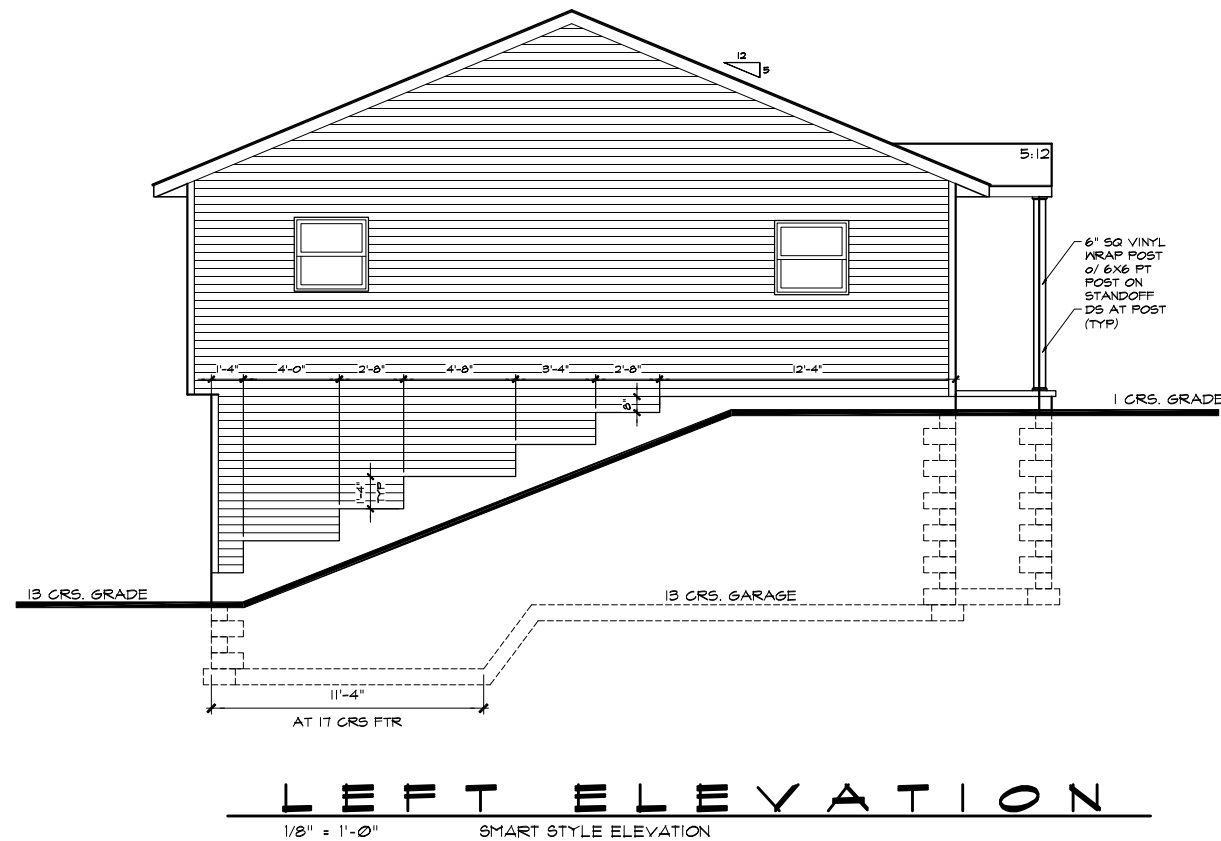 12
5
5:12
6" SQ VINYL
WRAP POST
o/ 6X6 PT
POST ON
STANDOFF
DS AT POST
(TYP)
1'-4" 4'-0" 2'-8" 4'-8" 3'-4" 2'-8" 12'-4"
8"
1 CRS. GRADE
1'-4"
TYP
13 CRS. GRADE
13 CRS. GARAGE
11'-4"
AT 17 CRS FTR
LEFT ELEVATION
1/8" = 1'-0" SMART STYLE ELEVATION